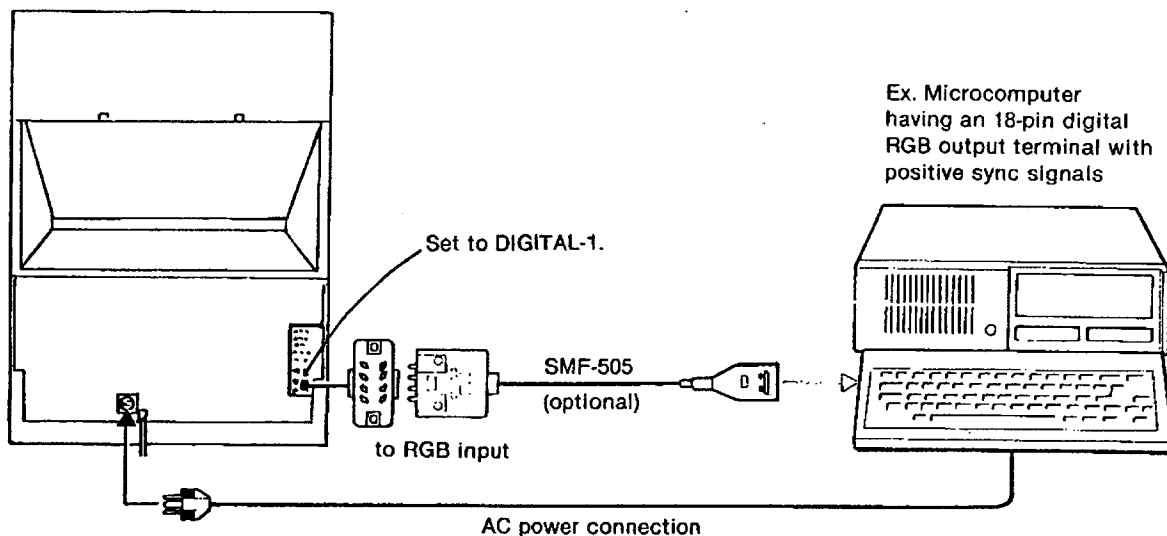 Ex. Microcomputer
having an 18-pin digital
RGB output terminal with
positive sync signals
Set to DIGITAL-1.
SMF-505
(optional)
to RGB input
AC power connection